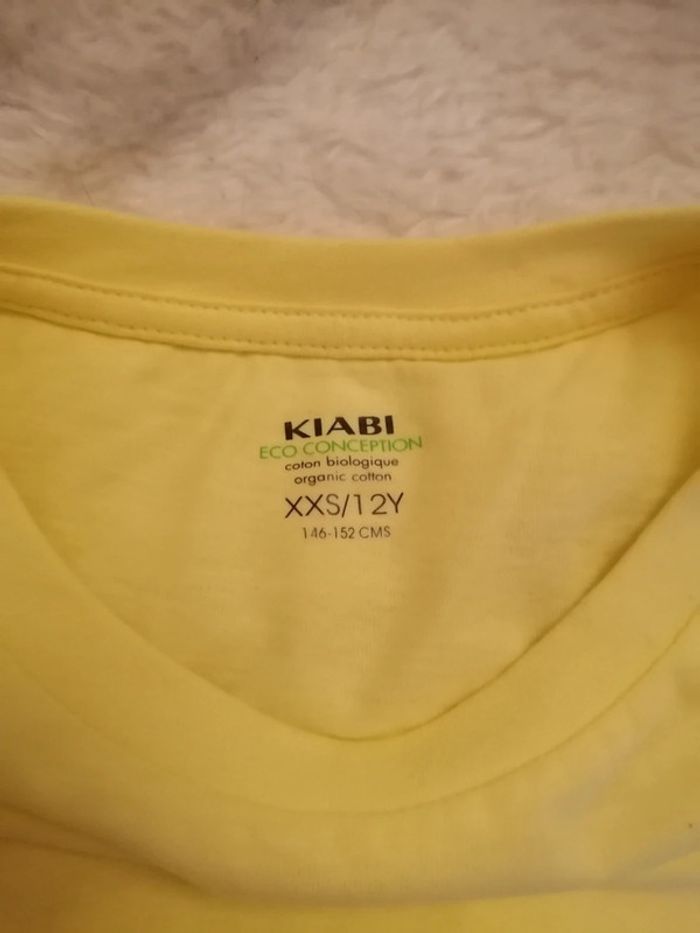 KIABI
ECO CONCEPTION
coton biologique
organic cotton
XXS/12Y
146-152 CMS